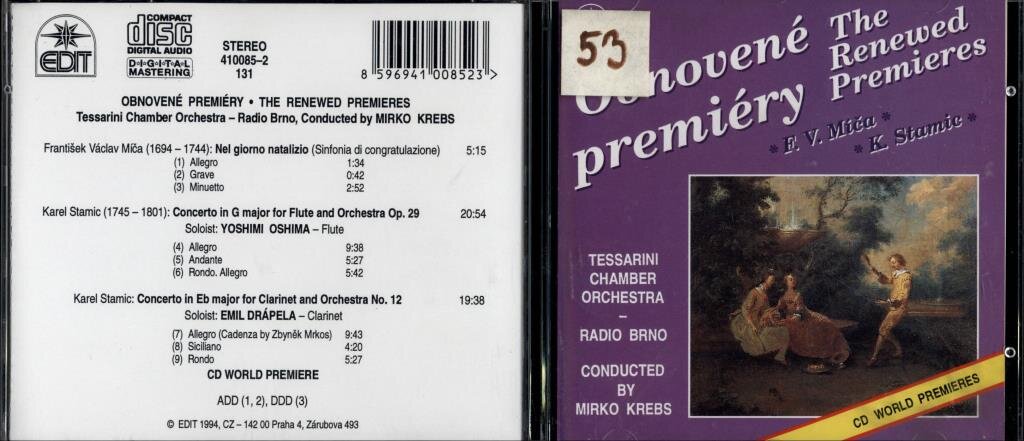 EDIT
COMPACT
disc
DIGITAL AUDIO
DIGITAL
MASTERING
STEREO
410085–2
131
8 596941 008523 >
OBNOVENÉ PREMIÉRY • THE RENEWED PREMIERES
Tessarini Chamber Orchestra – Radio Brno, Conducted by MIRKO KREBS
František Václav Míča (1694 – 1744): Nel giorno natalizio (Sinfonia di congratulazione) 5:15
(1) Allegro 1:34
(2) Grave 0:42
(3) Minuetto 2:52
Karel Stamic (1745 – 1801): Concerto in G major for Flute and Orchestra Op. 29 20:54
Soloist: YOSHIMI OSHIMA – Flute
(4) Allegro 9:38
(5) Andante 5:27
(6) Rondo. Allegro 5:42
Karel Stamic: Concerto in Eb major for Clarinet and Orchestra No. 12 19:38
Soloist: EMIL DRÁPELA – Clarinet
(7) Allegro (Cadenza by Zbyněk Mrkos) 9:43
(8) Siciliano 4:20
(9) Rondo 5:27
CD WORLD PREMIERE
ADD (1, 2), DDD (3)
© EDIT 1994, CZ – 142 00 Praha 4, Zárubova 493
53
Obnovené
premiéry
The
Renewed
Premieres
* F. V. Míča *
* K. Stamic *
TESSARINI
CHAMBER
ORCHESTRA
–
RADIO BRNO
CONDUCTED
BY
MIRKO KREBS
CD WORLD PREMIERES